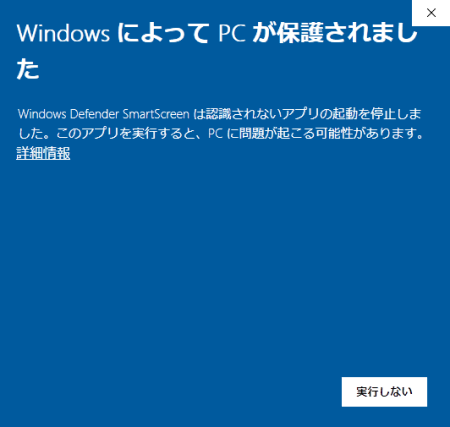 Windows によって PC が保護されまし
た
Windows Defender SmartScreen は認識されないアプリの起動を停止しま
した。このアプリを実行すると、PC に問題が起こる可能性があります。
詳細情報
実行しない